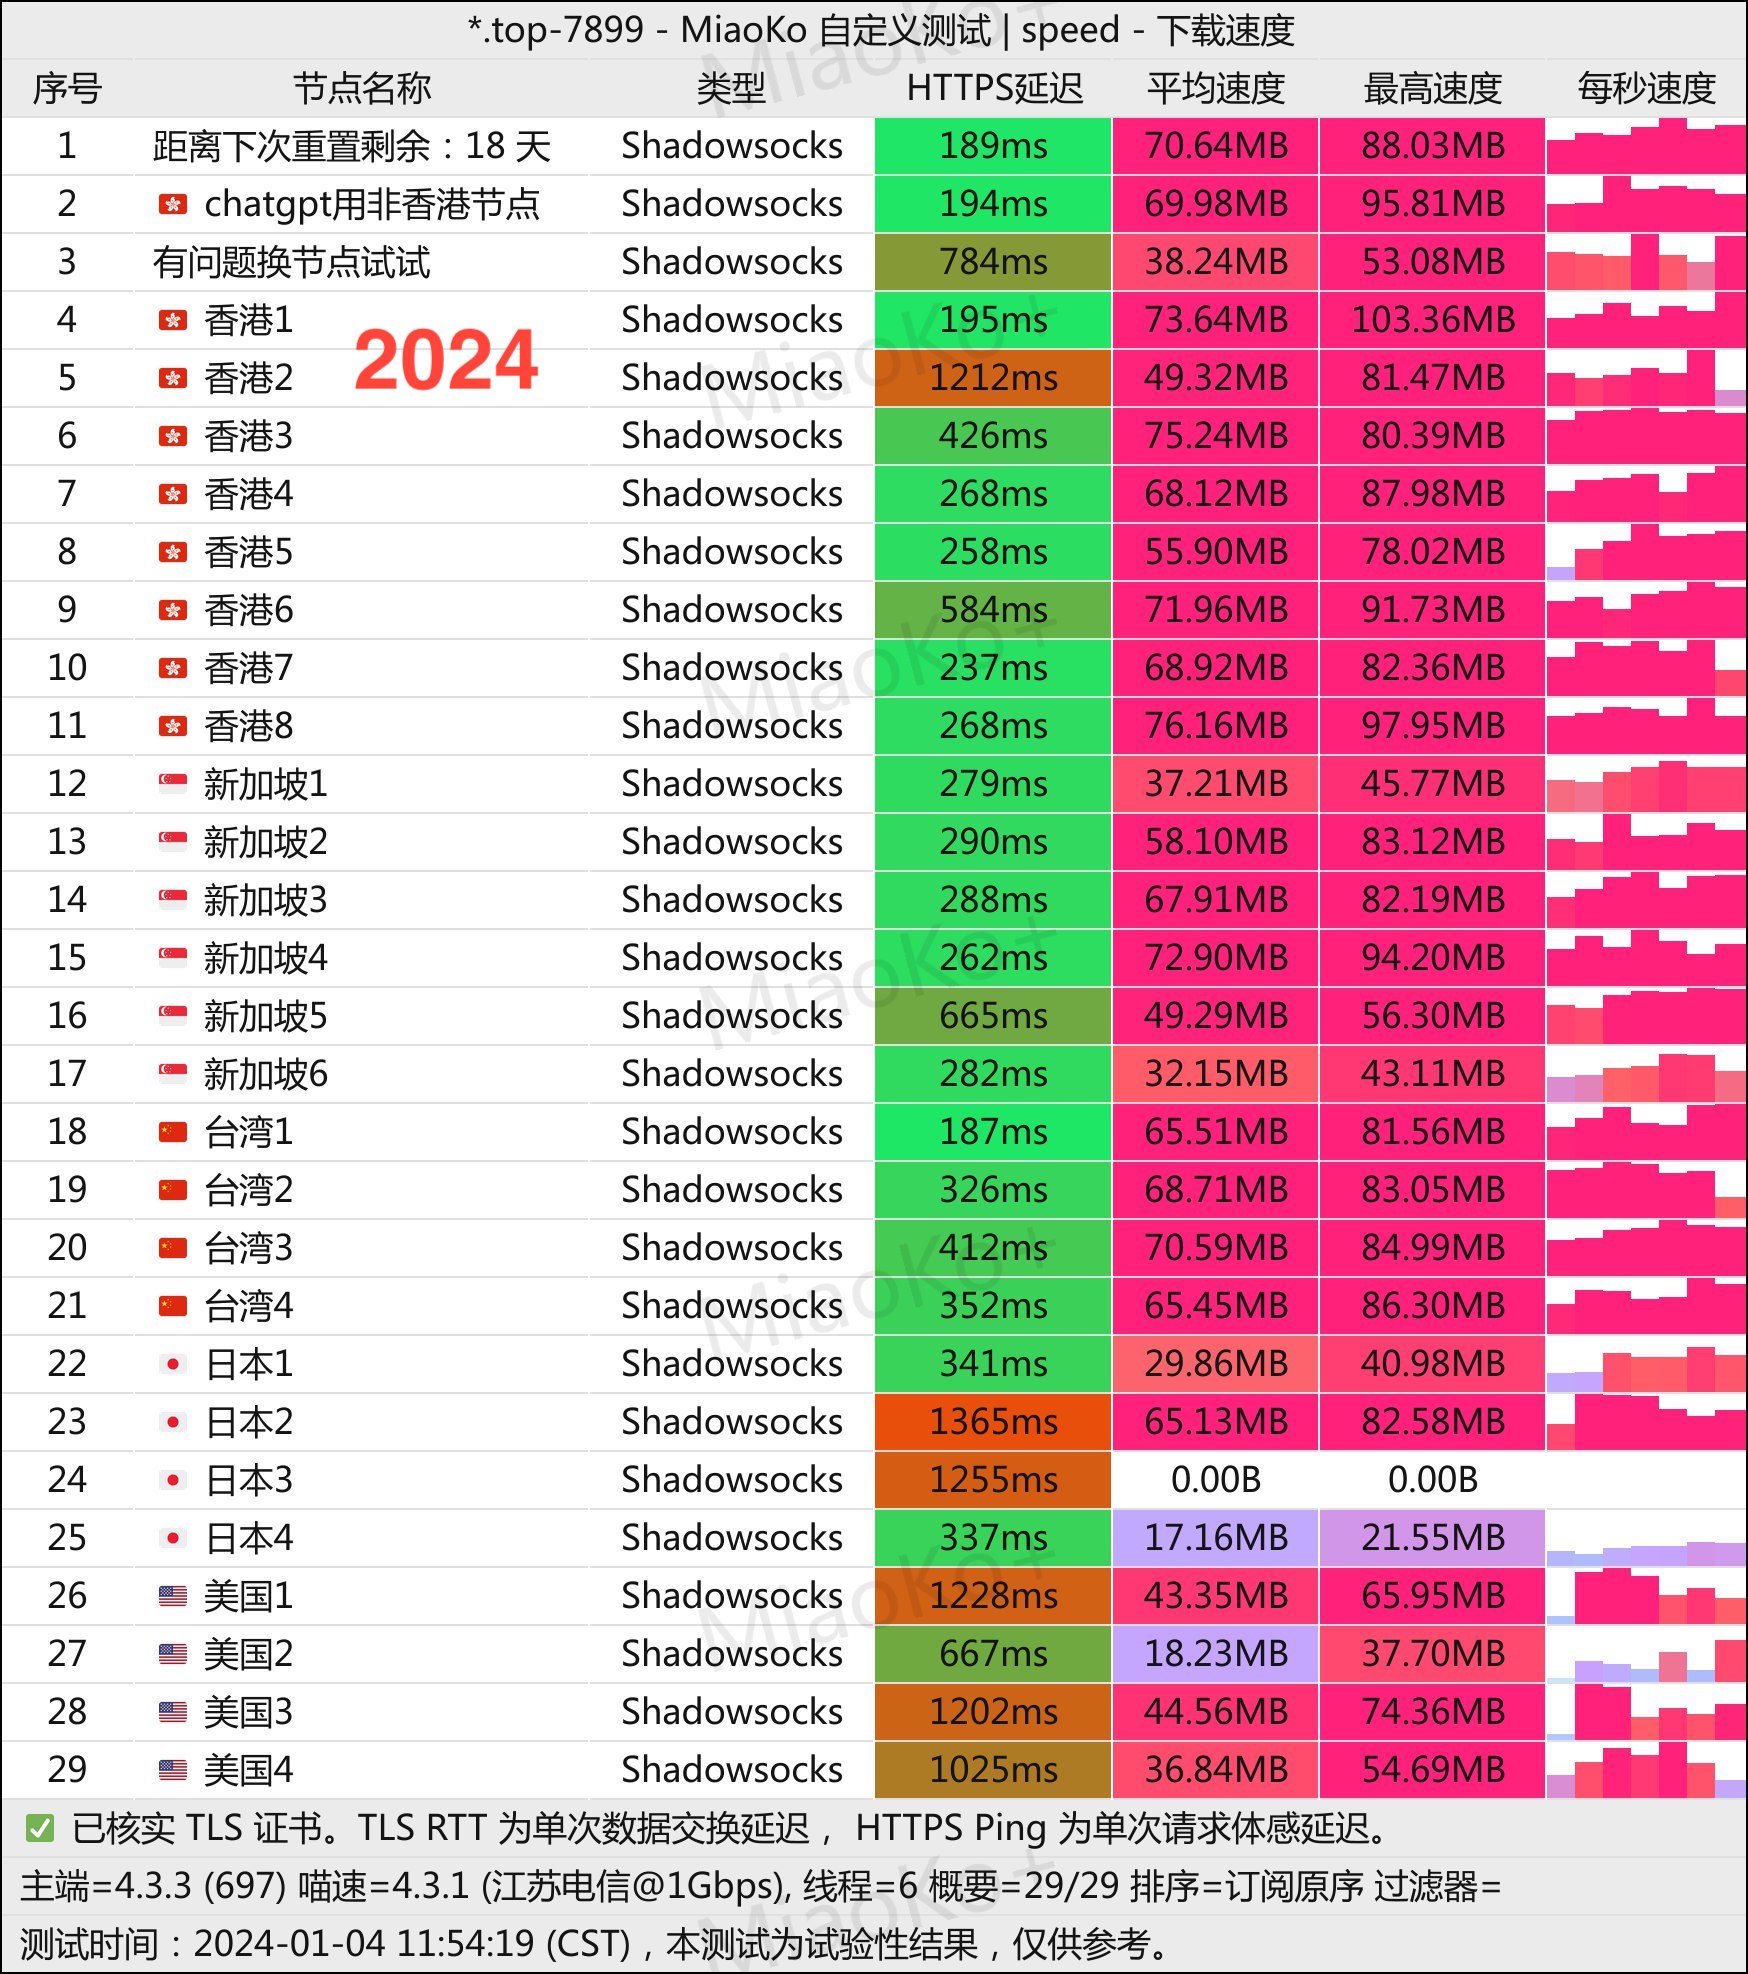 *.top-7899 - MiaoKo 自定义测试 | speed - 下载速度
序号 节点名称 类型 HTTPS延迟 平均速度 最高速度 每秒速度
1 距离下次重置剩余：18 天 Shadowsocks 189ms 70.64MB 88.03MB
2 chatgpt用非香港节点 Shadowsocks 194ms 69.98MB 95.81MB
3 有问题换节点试试 Shadowsocks 784ms 38.24MB 53.08MB
4 香港1 Shadowsocks 195ms 73.64MB 103.36MB
2024
5 香港2 Shadowsocks 1212ms 49.32MB 81.47MB
6 香港3 Shadowsocks 426ms 75.24MB 80.39MB
7 香港4 Shadowsocks 268ms 68.12MB 87.98MB
8 香港5 Shadowsocks 258ms 55.90MB 78.02MB
9 香港6 Shadowsocks 584ms 71.96MB 91.73MB
10 香港7 Shadowsocks 237ms 68.92MB 82.36MB
11 香港8 Shadowsocks 268ms 76.16MB 97.95MB
12 新加坡1 Shadowsocks 279ms 37.21MB 45.77MB
13 新加坡2 Shadowsocks 290ms 58.10MB 83.12MB
14 新加坡3 Shadowsocks 288ms 67.91MB 82.19MB
15 新加坡4 Shadowsocks 262ms 72.90MB 94.20MB
16 新加坡5 Shadowsocks 665ms 49.29MB 56.30MB
17 新加坡6 Shadowsocks 282ms 32.15MB 43.11MB
18 台湾1 Shadowsocks 187ms 65.51MB 81.56MB
19 台湾2 Shadowsocks 326ms 68.71MB 83.05MB
20 台湾3 Shadowsocks 412ms 70.59MB 84.99MB
21 台湾4 Shadowsocks 352ms 65.45MB 86.30MB
22 日本1 Shadowsocks 341ms 29.86MB 40.98MB
23 日本2 Shadowsocks 1365ms 65.13MB 82.58MB
24 日本3 Shadowsocks 1255ms 0.00B 0.00B
25 日本4 Shadowsocks 337ms 17.16MB 21.55MB
26 美国1 Shadowsocks 1228ms 43.35MB 65.95MB
27 美国2 Shadowsocks 667ms 18.23MB 37.70MB
28 美国3 Shadowsocks 1202ms 44.56MB 74.36MB
29 美国4 Shadowsocks 1025ms 36.84MB 54.69MB
✅ 已核实 TLS 证书。TLS RTT 为单次数据交换延迟， HTTPS Ping 为单次请求体感延迟。
主端=4.3.3 (697) 喵速=4.3.1 (江苏电信@1Gbps), 线程=6 概要=29/29 排序=订阅原序 过滤器=
测试时间：2024-01-04 11:54:19 (CST)，本测试为试验性结果，仅供参考。
MiaoKo+
MiaoKo+
MiaoKo+
MiaoKo+
MiaoKo+
MiaoKo+
MiaoKo+